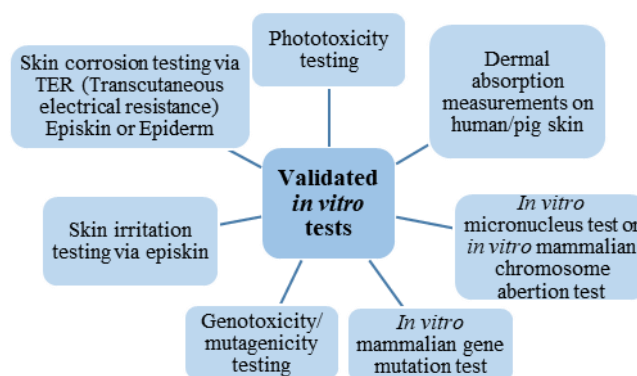 Phototoxicity
testing
Skin corrosion testing via
TER (Transcutaneous
electrical resistance)
Episkin or Epiderm
Dermal
absorption
measurements on
human/pig skin
Validated
in vitro
tests
Skin irritation
testing via episkin
In vitro
micronucleus test or
in vitro mammalian
chromosome
abertion test
Genotoxicity/
mutagenicity
testing
In vitro
mammalian gene
mutation test